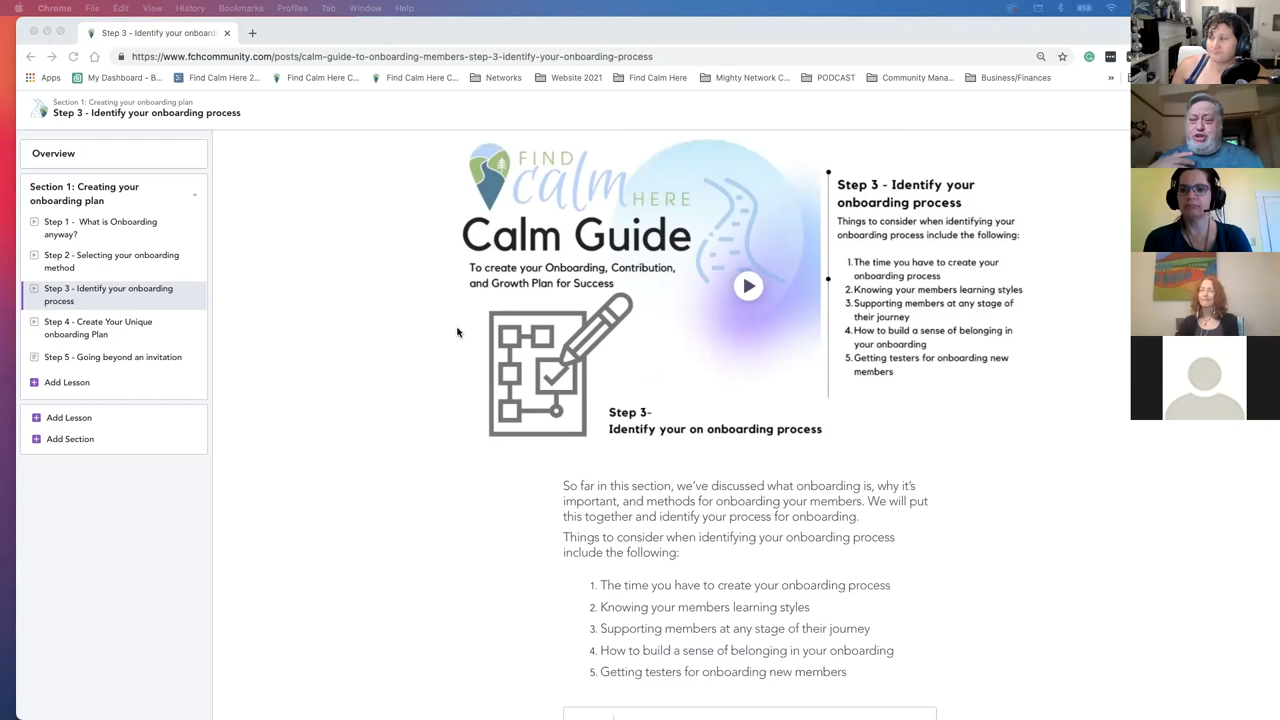 Chrome File Edit View History Bookmarks Profiles Tab Window Help
Step 3 - Identify your onboard
https://www.fchcommunity.com/posts/calm-guide-to-onboarding-members-step-3-identify-your-onboarding-process
Apps My Dashboard - B... Find Calm Here 2... Find Calm Here C... Find Calm Here C... Networks Website 2021 Find Calm Here Mighty Network C... PODCAST Community Mana... Business/Finances »
Section 1: Creating your onboarding plan
Step 3 - Identify your onboarding process
Overview
Section 1: Creating your
onboarding plan
Step 1 - What is Onboarding
anyway?
Step 2 - Selecting your onboarding
method
Step 3 - Identify your onboarding
process
Step 4 - Create Your Unique
onboarding Plan
Step 5 - Going beyond an invitation
Add Lesson
Add Lesson
Add Section
FIND
calm HERE
Calm Guide
To create your Onboarding, Contribution,
and Growth Plan for Success
Step 3-
Identify your on onboarding process
Step 3 - Identify your
onboarding process
Things to consider when identifying your
onboarding process include the following:
1. The time you have to create your
onboarding process
2. Knowing your members learning styles
3. Supporting members at any stage of
their journey
4. How to build a sense of belonging in
your onboarding
5. Getting testers for onboarding new
members
So far in this section, we've discussed what onboarding is, why it's
important, and methods for onboarding your members. We will put
this together and identify your process for onboarding.
Things to consider when identifying your onboarding process
include the following:
1. The time you have to create your onboarding process
2. Knowing your members learning styles
3. Supporting members at any stage of their journey
4. How to build a sense of belonging in your onboarding
5. Getting testers for onboarding new members